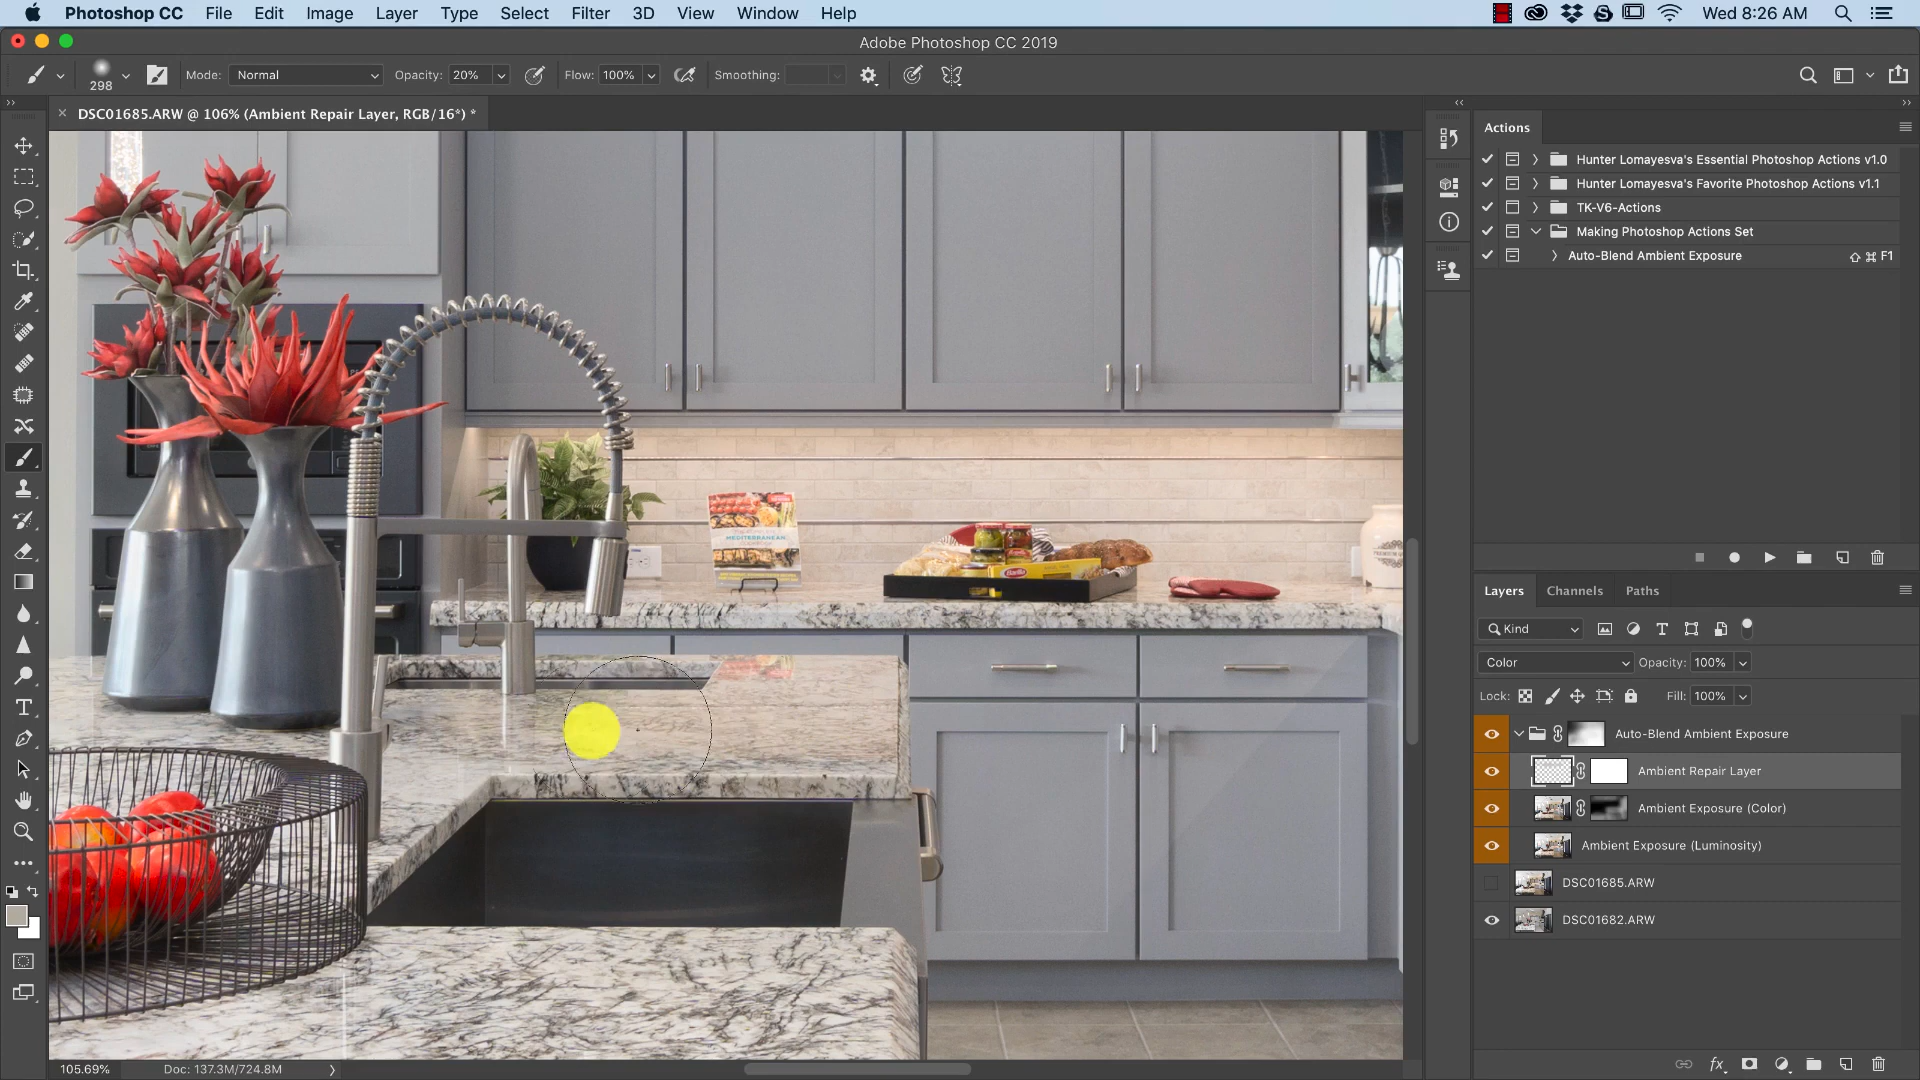 Photoshop CC File Edit Image Layer Type Select Filter 3D View Window Help Wed 8:26 AM
Adobe Photoshop CC 2019
298 Mode: Normal Opacity: 20% Flow: 100% Smoothing:
DSC01685.ARW @ 106% (Ambient Repair Layer, RGB/16*) *
Actions
Hunter Lomayesva's Essential Photoshop Actions v1.0
Hunter Lomayesva's Favorite Photoshop Actions v1.1
TK-V6-Actions
Making Photoshop Actions Set
Auto-Blend Ambient Exposure F1
MEDITERRANEAN
Barilla
Layers Channels Paths
Kind
Color Opacity: 100%
Lock: Fill: 100%
Auto-Blend Ambient Exposure
Ambient Repair Layer
Ambient Exposure (Color)
Ambient Exposure (Luminosity)
DSC01685.ARW
DSC01682.ARW
105.69% Doc: 137.3M/724.8M
fx